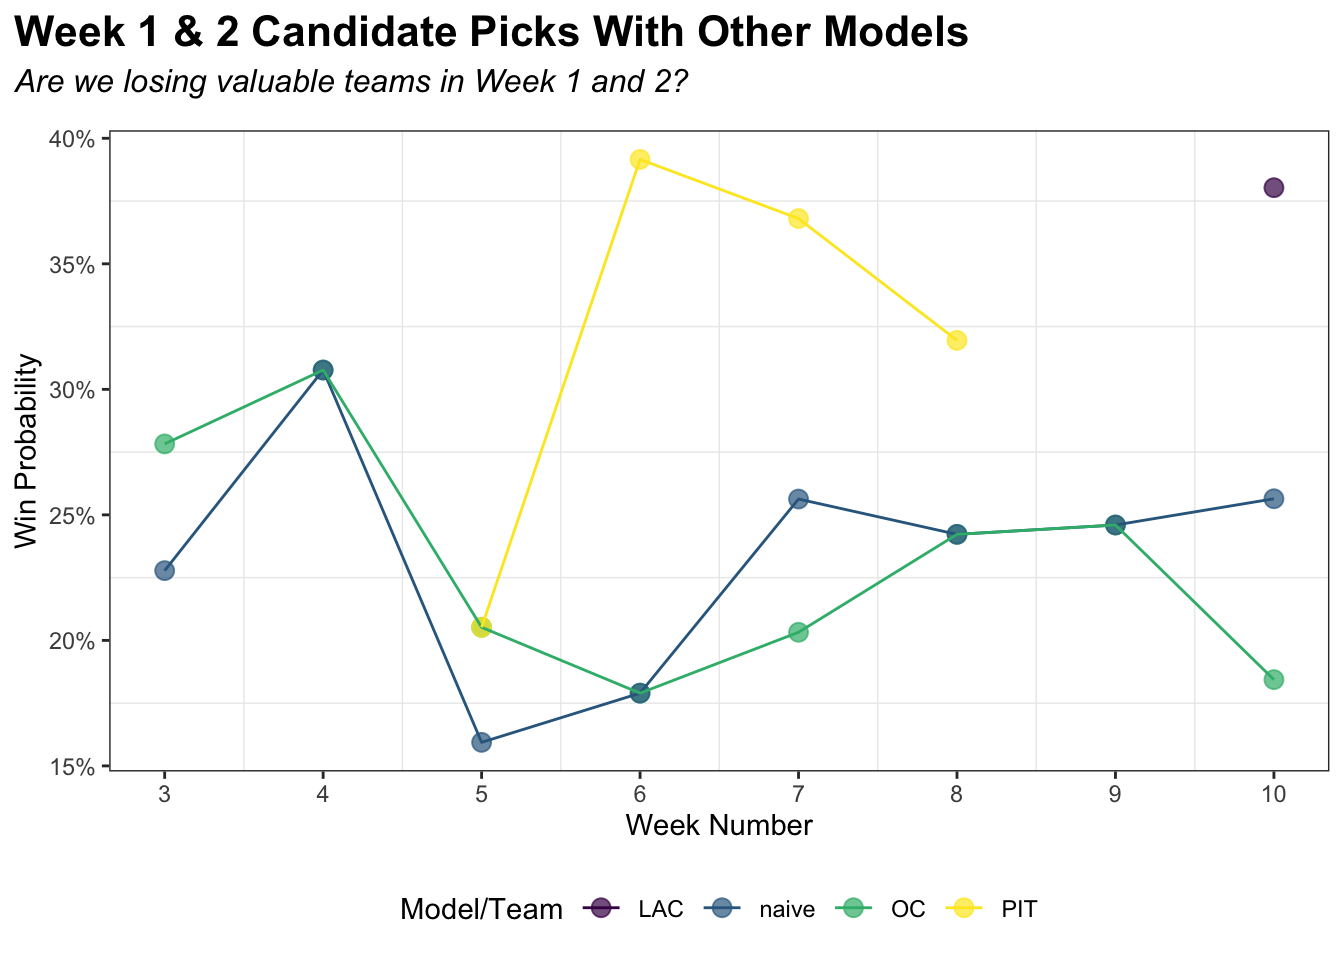 Week 1 & 2 Candidate Picks With Other Models
Are we losing valuable teams in Week 1 and 2?
40%
35%
30%
25%
20%
15%
Win Probability
3 4 5 6 7 8 9 10
Week Number
Model/Team LAC naive OC PIT